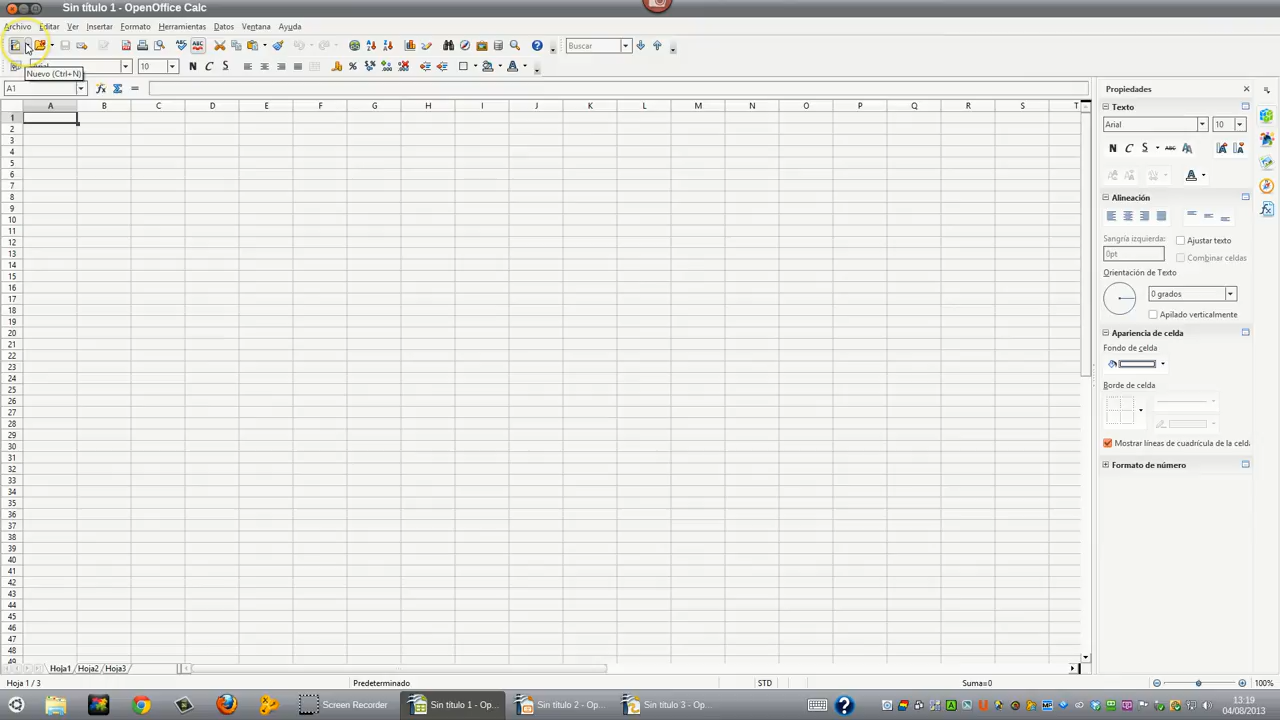 Sin título 1 - OpenOffice Calc
Archivo Editar Ver Insertar Formato Herramientas Datos Ventana Ayuda
Buscar
10
Nuevo (Ctrl+N)
A1
A B C D E F G H I J K L M N O P Q R S T
1
2
3
4
5
6
7
8
9
10
11
12
13
14
15
16
17
18
19
20
21
22
23
24
25
26
27
28
29
30
31
32
33
34
35
36
37
38
39
40
41
42
43
44
45
46
47
48
49
Propiedades
Texto
Arial 10
Alineación
Sangría izquierda:
Ajustar texto
0pt
Combinar celdas
Orientación de Texto
0 grados
Apilado verticalmente
Apariencia de celda
Fondo de celda
Borde de celda
Mostrar líneas de cuadrícula de la celda
Formato de número
Hoja1 Hoja2 Hoja3
Hoja 1 / 3 Predeterminado STD Suma=0 100%
Screen Recorder Sin título 1 - Op... Sin título 2 - Op... Sin título 3 - Op...
13:19
04/08/2013